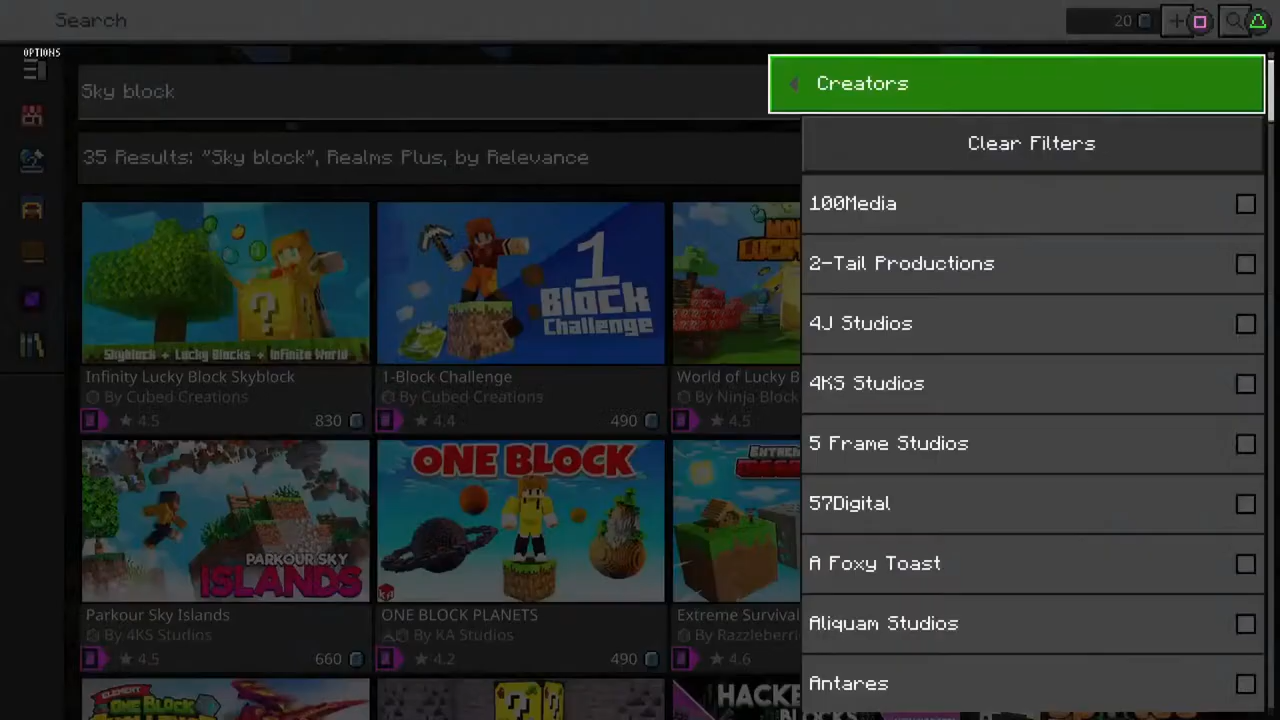 Search
20
OPTIONS
Sky block
35 Results: "Sky block", Realms Plus, by Relevance
Skyblock + Lucky Blocks + Infinite World
Infinity Lucky Block Skyblock
By Cubed Creations
4.5
830
1 Block Challenge
1-Block Challenge
By Cubed Creations
4.4
490
World of Lucky B
By Ninja Block
4.5
PARKOUR SKY
ISLANDS
Parkour Sky Islands
By 4KS Studios
4.5
660
ONE BLOCK
ONE BLOCK PLANETS
By KA Studios
4.2
490
Extreme Survival
By Razzleberri
4.6
ELEMENT
ONE BLOCK
HACKE
BLOCKS
Creators
Clear Filters
100Media
2-Tail Productions
4J Studios
4KS Studios
5 Frame Studios
57Digital
A Foxy Toast
Aliquam Studios
Antares